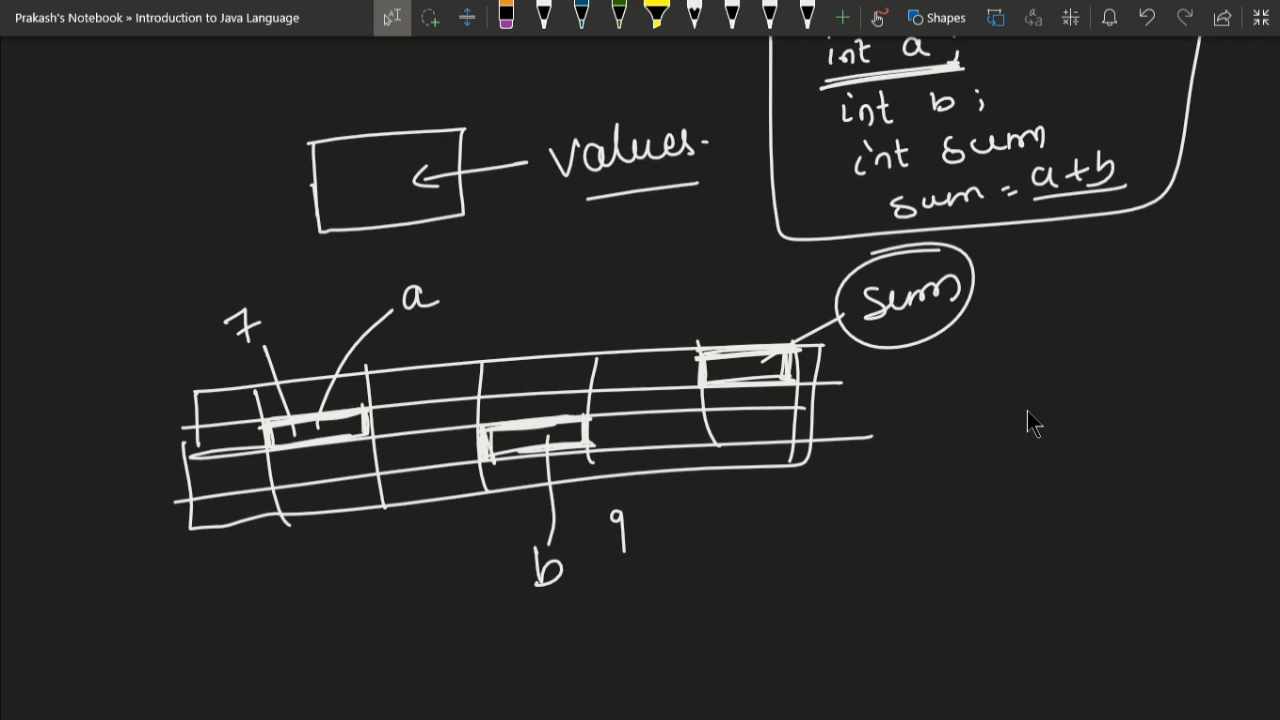 Prakash's Notebook » Introduction to Java Language
Shapes
int a ;
int b ;
int sum
sum = a+b
values.
sum
a
7
9
b